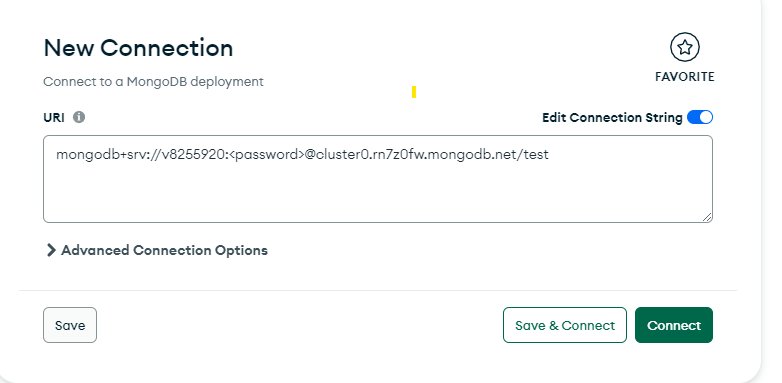 New Connection
FAVORITE
Connect to a MongoDB deployment
URI
Edit Connection String
mongodb+srv://v8255920:<password>@cluster0.rn7z0fw.mongodb.net/test
Advanced Connection Options
Save
Save & Connect
Connect